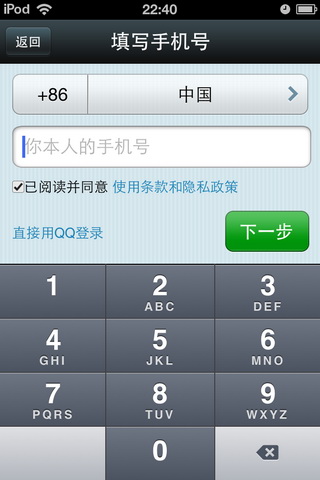 iPod 22:40
返回 填写手机号
+86 中国
你本人的手机号
已阅读并同意 使用条款和隐私政策
直接用QQ登录 下一步
1 2 3
ABC DEF
4 5 6
GHI JKL MNO
7 8 9
PQRS TUV WXYZ
0